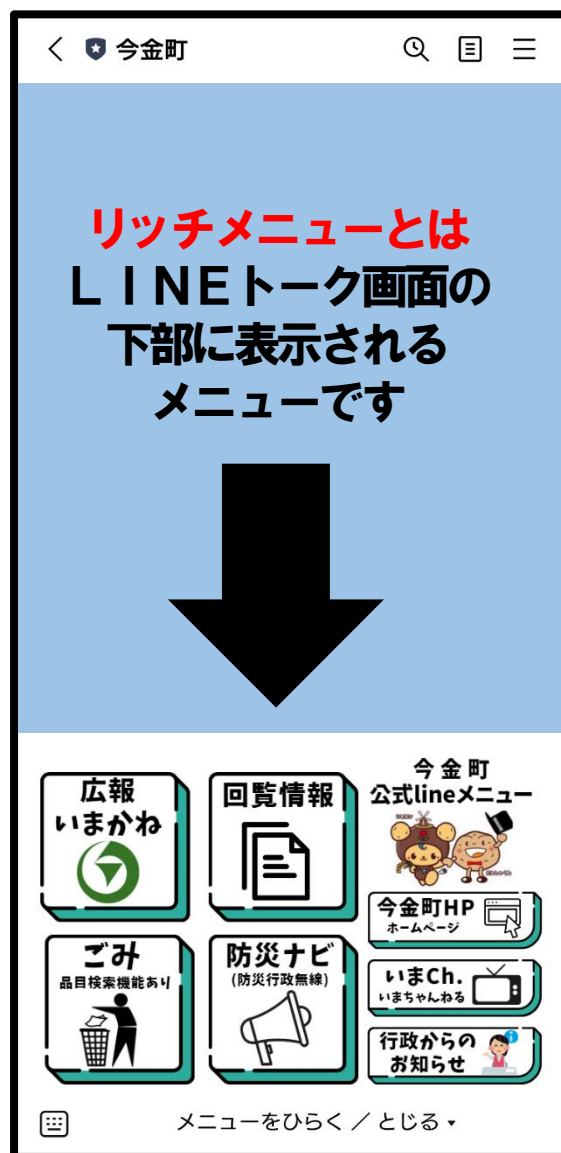 今金町
リッチメニューとは
ＬＩＮＥトーク画面の
下部に表示される
メニューです
広報
いまかね
回覧情報
今金町
公式lineメニュー
今金町HP
ホームページ
ごみ
品目検索機能あり
防災ナビ
(防災行政無線)
いまCh.
いまちゃんねる
行政からの
お知らせ
メニューをひらく ／ とじる ▾